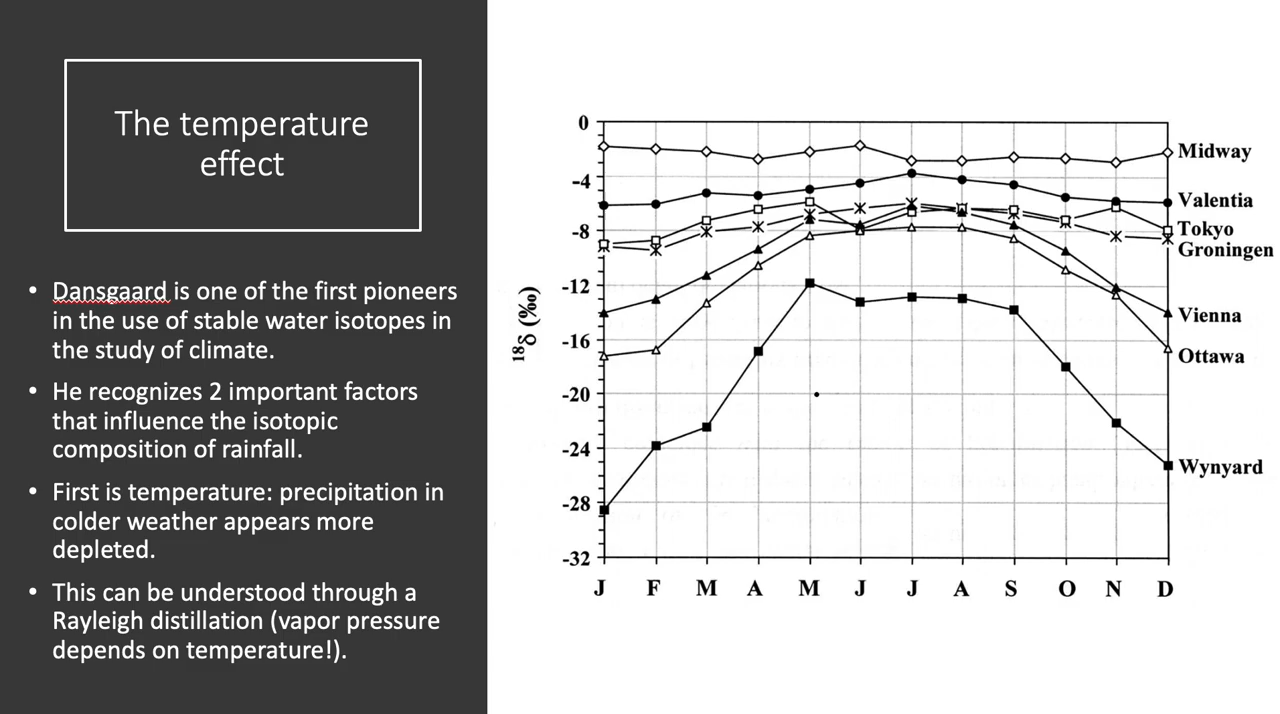 The temperature
effect
• Dansgaard is one of the first pioneers
in the use of stable water isotopes in
the study of climate.
• He recognizes 2 important factors
that influence the isotopic
composition of rainfall.
• First is temperature: precipitation in
colder weather appears more
depleted.
• This can be understood through a
Rayleigh distillation (vapor pressure
depends on temperature!).
18δ (‰)
0
-4
-8
-12
-16
-20
-24
-28
-32
J F M A M J J A S O N D
Midway
Valentia
Tokyo
Groningen
Vienna
Ottawa
Wynyard